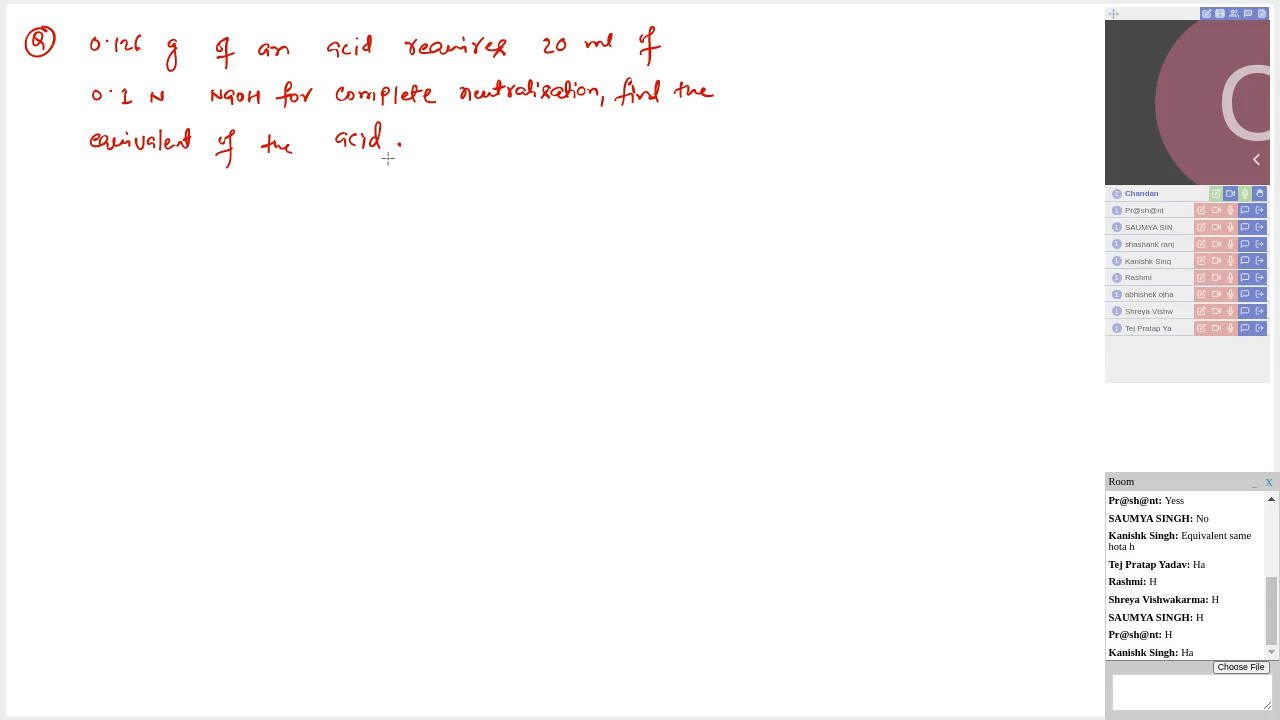 Q 0.126 g of an acid requires 20 ml of
0.1 N NaOH for complete neutralisation, find the
equivalent of the acid.
C
Chandan
Pr@sh@nt
SAUMYA SIN
shashank ranj
Kanishk Sing
Rashmi
abhishek ojha
Shreya Vishw
Tej Pratap Ya
Room _ X
Pr@sh@nt: Yess
SAUMYA SINGH: No
Kanishk Singh: Equivalent same
hota h
Tej Pratap Yadav: Ha
Rashmi: H
Shreya Vishwakarma: H
SAUMYA SINGH: H
Pr@sh@nt: H
Kanishk Singh: Ha
Choose File